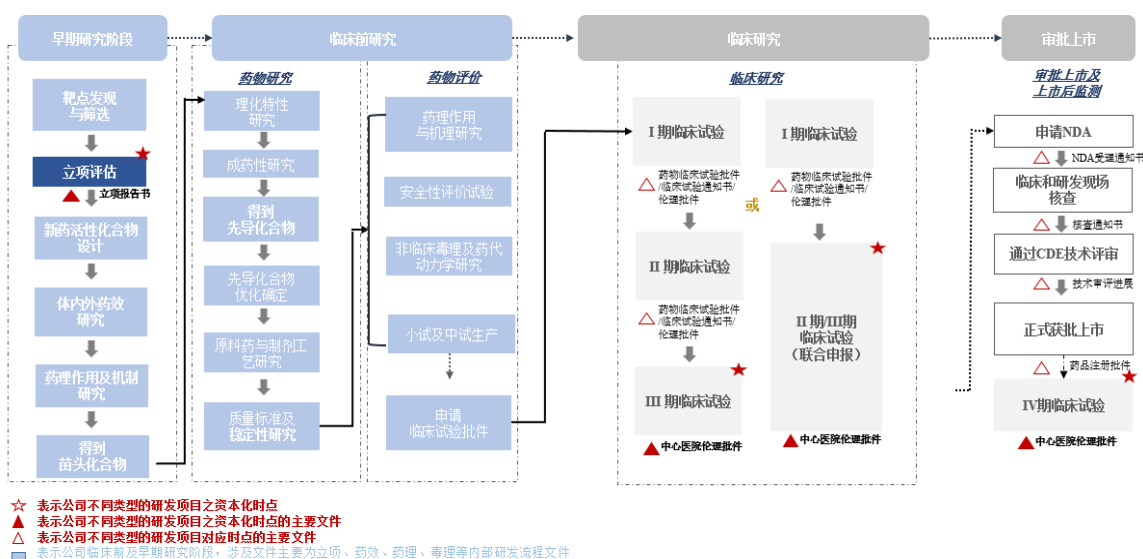 早期研究阶段
临床前研究
临床研究
审批上市
药物研究
药物评价
临床研究
审批上市及
上市后监测
靶点发现
与筛选
立项评估
立项报告书
新药活性化合物
设计
体内外药效
研究
药理作用及机制
研究
得到
苗头化合物
理化特性
研究
成药性研究
得到
先导化合物
先导化合物
优化确定
原料药与制剂工
艺研究
质量标准及
稳定性研究
药理作用
与机理研究
安全性评价试验
非临床毒理及药代
动力学研究
小试及中试生产
申请
临床试验批件
I 期临床试验
药物临床试验批件
/临床试验通知书/
伦理批件
II 期临床试验
药物临床试验批件
/临床试验通知书/
伦理批件
III 期临床试验
中心医院伦理批件
或
I 期临床试验
药物临床试验批件
/临床试验通知书/
伦理批件
II 期/III期
临床试验
（联合申报）
中心医院伦理批件
申请NDA
NDA受理通知书
临床和研发现场
核查
核查通知书
通过CDE技术评审
技术审评进展
正式获批上市
药品注册批件
IV期临床试验
中心医院伦理批件
表示公司不同类型的研发项目之资本化时点
表示公司不同类型的研发项目之资本化时点的主要文件
表示公司不同类型的研发项目对应时点的主要文件
表示公司临床前及早期研究阶段，涉及文件主要为立项、药效、药理、毒理等内部研发流程文件